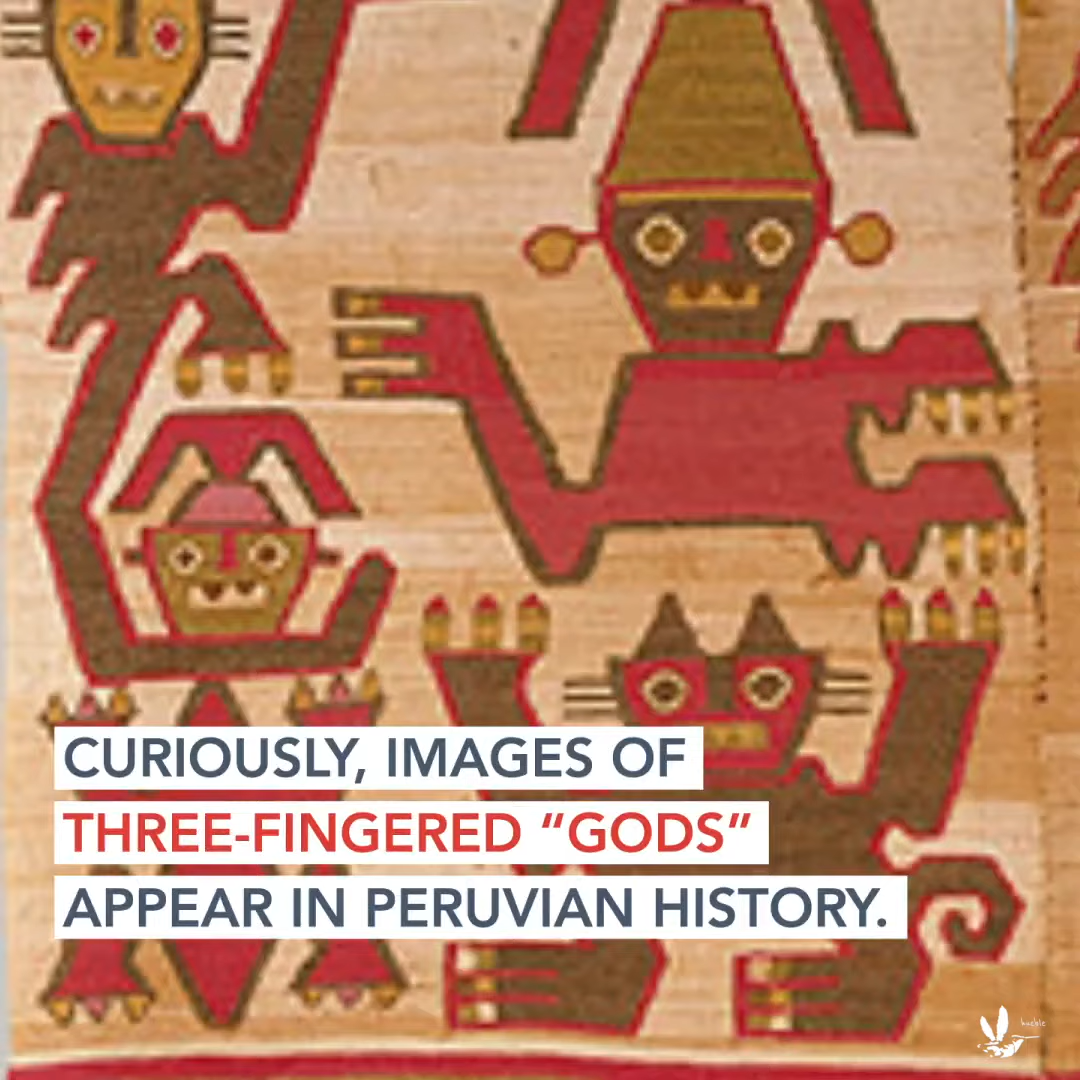 CURIOUSLY, IMAGES OF
THREE-FINGERED “GODS”
APPEAR IN PERUVIAN HISTORY.